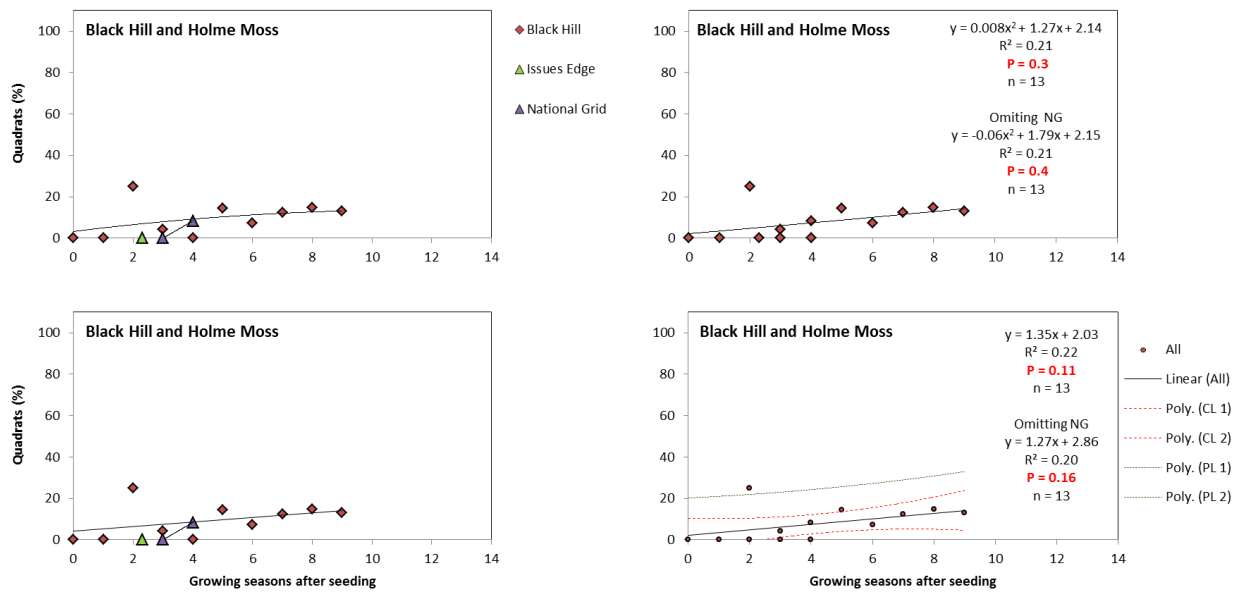 Black Hill and Holme Moss
Quadrats (%)
100
80
60
40
20
0
0 2 4 6 8 10 12 14
Black Hill
Issues Edge
National Grid
Black Hill and Holme Moss
100
80
60
40
20
0
0 2 4 6 8 10 12 14
y = 0.008x² + 1.27x + 2.14
R² = 0.21
P = 0.3
n = 13
Omiting NG
y = -0.06x² + 1.79x + 2.15
R² = 0.21
P = 0.4
n = 13
Black Hill and Holme Moss
Quadrats (%)
100
80
60
40
20
0
0 2 4 6 8 10 12 14
Growing seasons after seeding
Black Hill and Holme Moss
100
80
60
40
20
0
0 2 4 6 8 10 12 14
Growing seasons after seeding
y = 1.35x + 2.03
R² = 0.22
P = 0.11
n = 13
Omitting NG
y = 1.27x + 2.86
R² = 0.20
P = 0.16
n = 13
All
Linear (All)
Poly. (CL 1)
Poly. (CL 2)
Poly. (PL 1)
Poly. (PL 2)